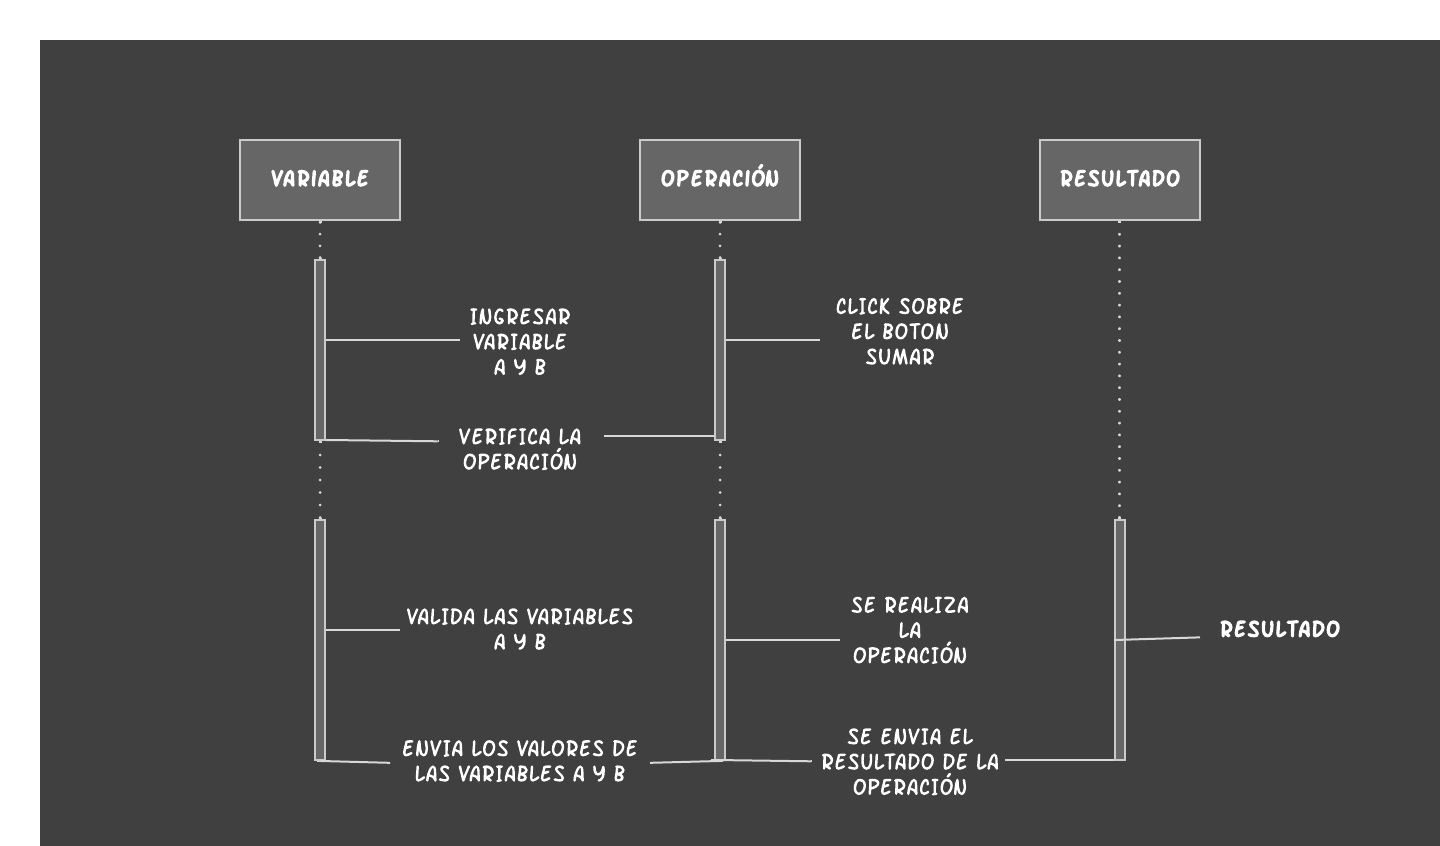 VARIABLE
OPERACIÓN
RESULTADO
INGRESAR
VARIABLE
A Y B
CLICK SOBRE
EL BOTON
SUMAR
VERIFICA LA
OPERACIÓN
VALIDA LAS VARIABLES
A Y B
SE REALIZA
LA
OPERACIÓN
RESULTADO
ENVIA LOS VALORES DE
LAS VARIABLES A Y B
SE ENVIA EL
RESULTADO DE LA
OPERACIÓN